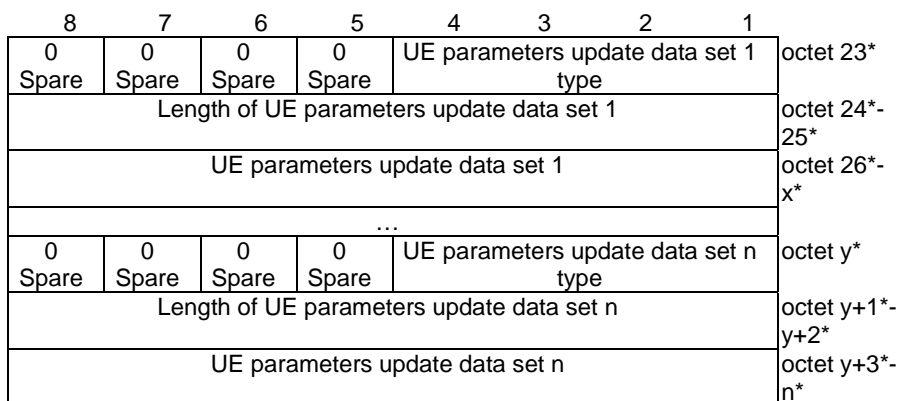 8 7 6 5 4 3 2 1
0 0 0 0 UE parameters update data set 1 octet 23*
Spare Spare Spare Spare type
Length of UE parameters update data set 1 octet 24*-
25*
UE parameters update data set 1 octet 26*-
x*
…
0 0 0 0 UE parameters update data set n octet y*
Spare Spare Spare Spare type
Length of UE parameters update data set n octet y+1*-
y+2*
UE parameters update data set n octet y+3*-
n*